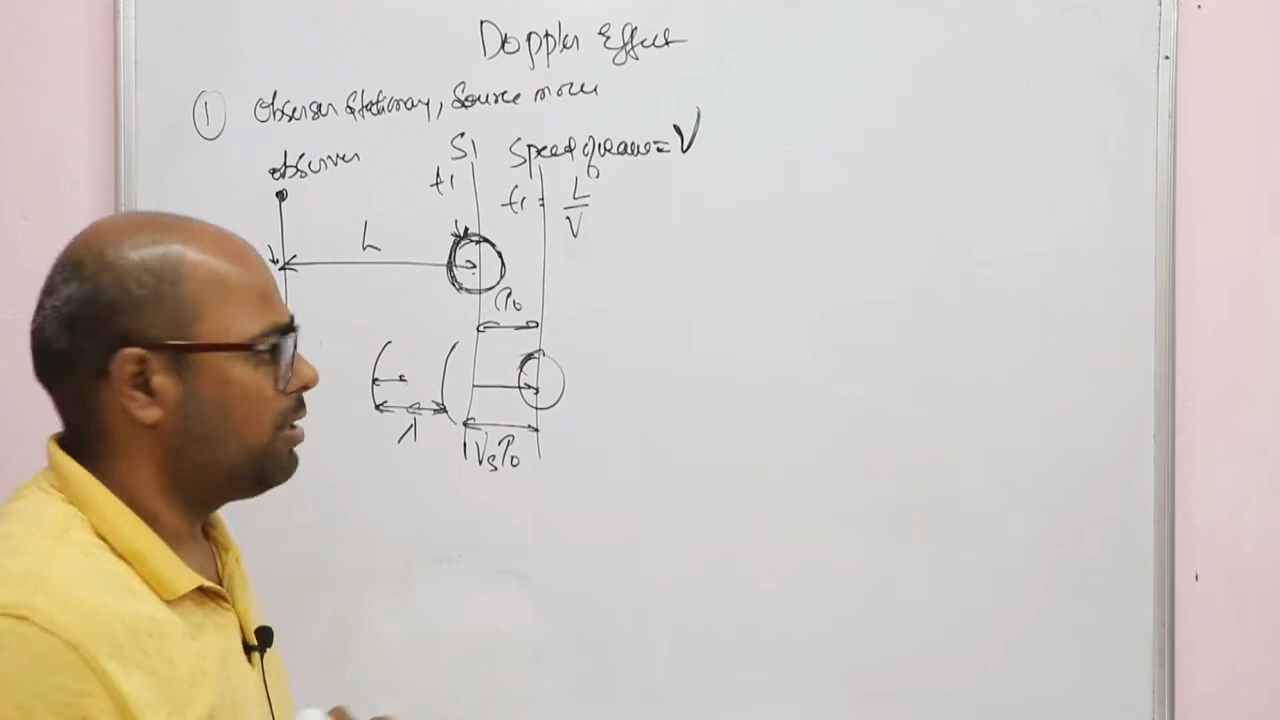 Doppler Effect
① Observer Stationary, Source move
observer S1 Speed of wave = V
t1 t1 = L/V
L
T0
λ
VsT0